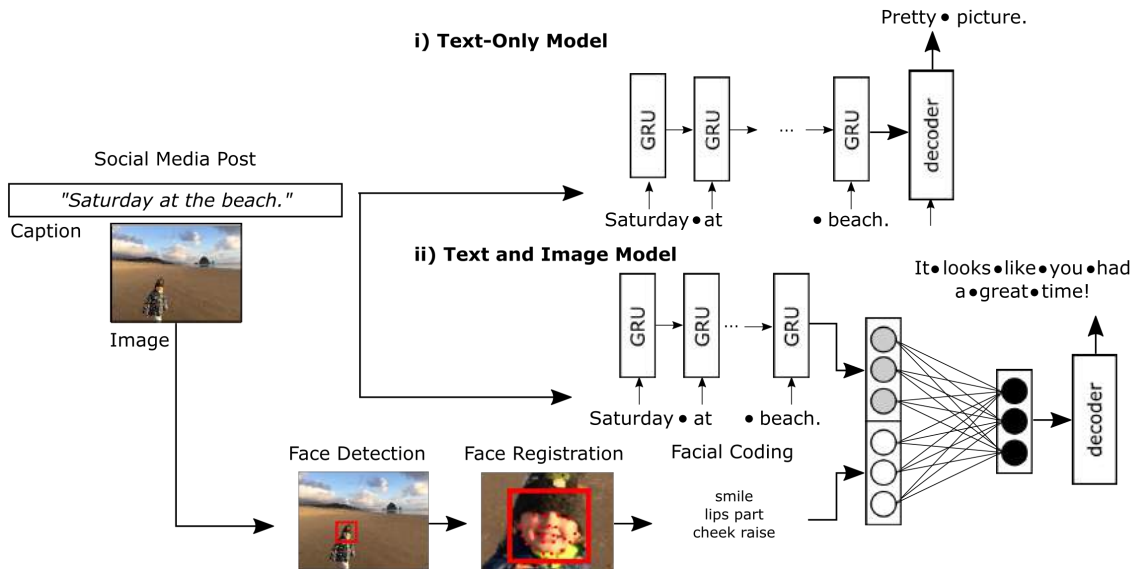 Pretty • picture.
i) Text-Only Model
GRU
GRU
...
GRU
decoder
Social Media Post
"Saturday at the beach."
Caption
Image
Saturday • at
• beach.
ii) Text and Image Model
It•looks•like•you•had
a•great•time!
GRU
GRU
...
GRU
decoder
Saturday • at
• beach.
Face Detection
Face Registration
Facial Coding
smile
lips part
cheek raise